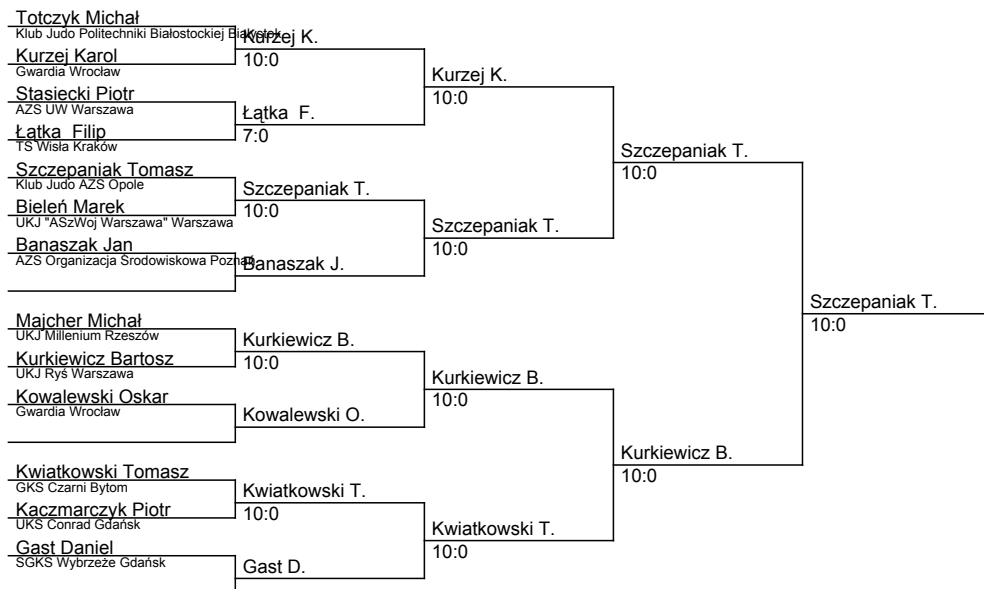 Totczyk Michał
Klub Judo Politechniki Białostockiej Białystok
Kurzej Karol
Gwardia Wrocław
Stasiecki Piotr
AZS UW Warszawa
Łątka Filip
TS Wisła Kraków
Szczepaniak Tomasz
Klub Judo AZS Opole
Bieleń Marek
UKJ "ASzWoj Warszawa" Warszawa
Banaszak Jan
AZS Organizacja Środowiskowa Poznań
Majcher Michał
UKJ Millenium Rzeszów
Kurkiewicz Bartosz
UKJ Ryś Warszawa
Kowalewski Oskar
Gwardia Wrocław
Kwiatkowski Tomasz
GKS Czarni Bytom
Kaczmarczyk Piotr
UKS Conrad Gdańsk
Gast Daniel
SGKS Wybrzeże Gdańsk
Kurzej K.
10:0
Łątka F.
7:0
Szczepaniak T.
10:0
Banaszak J.
Kurkiewicz B.
10:0
Kowalewski O.
Kwiatkowski T.
10:0
Gast D.
Kurzej K.
10:0
Szczepaniak T.
10:0
Kurkiewicz B.
10:0
Kwiatkowski T.
10:0
Szczepaniak T.
10:0
Kurkiewicz B.
10:0
Szczepaniak T.
10:0